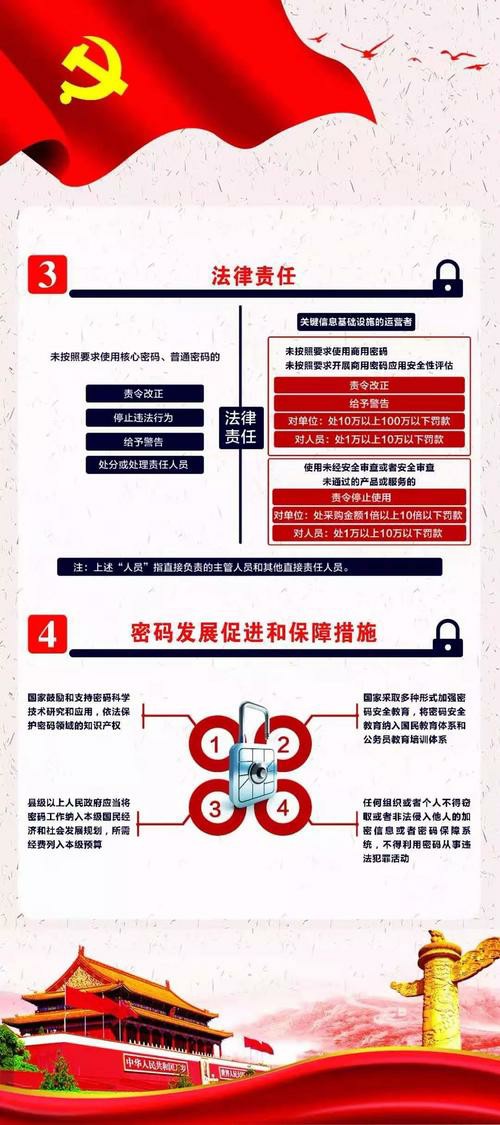 3
法律责任
未按照要求使用核心密码、普通密码的
责令改正
停止违法行为
给予警告
处分或处理责任人员
法律
责任
关键信息基础设施的运营者
未按照要求使用商用密码
未按照要求开展商用密码应用安全性评估
责令改正
给予警告
对单位：处10万以上100万以下罚款
对人员：处1万以上10万以下罚款
使用未经安全审查或者安全审查
未通过的产品或服务的
责令停止使用
对单位：处采购金额1倍以上10倍以下罚款
对人员：处1万以上10万以下罚款
注：上述“人员”指直接负责的主管人员和其他直接责任人员。
4
密码发展促进和保障措施
国家鼓励和支持密码科学
技术研究和应用，依法保
护密码领域的知识产权
1
2
国家采取多种形式加强密
码安全教育，将密码安全
教育纳入国民教育体系和
公务员教育培训体系
县级以上人民政府应当将
密码工作纳入本级国民经
济和社会发展规划，所需
经费列入本级预算
3
4
任何组织或者个人不得窃
取或者非法侵入他人的加
密信息或者密码保障系
统，不得利用密码从事违
法犯罪活动
中华人民共和国万岁